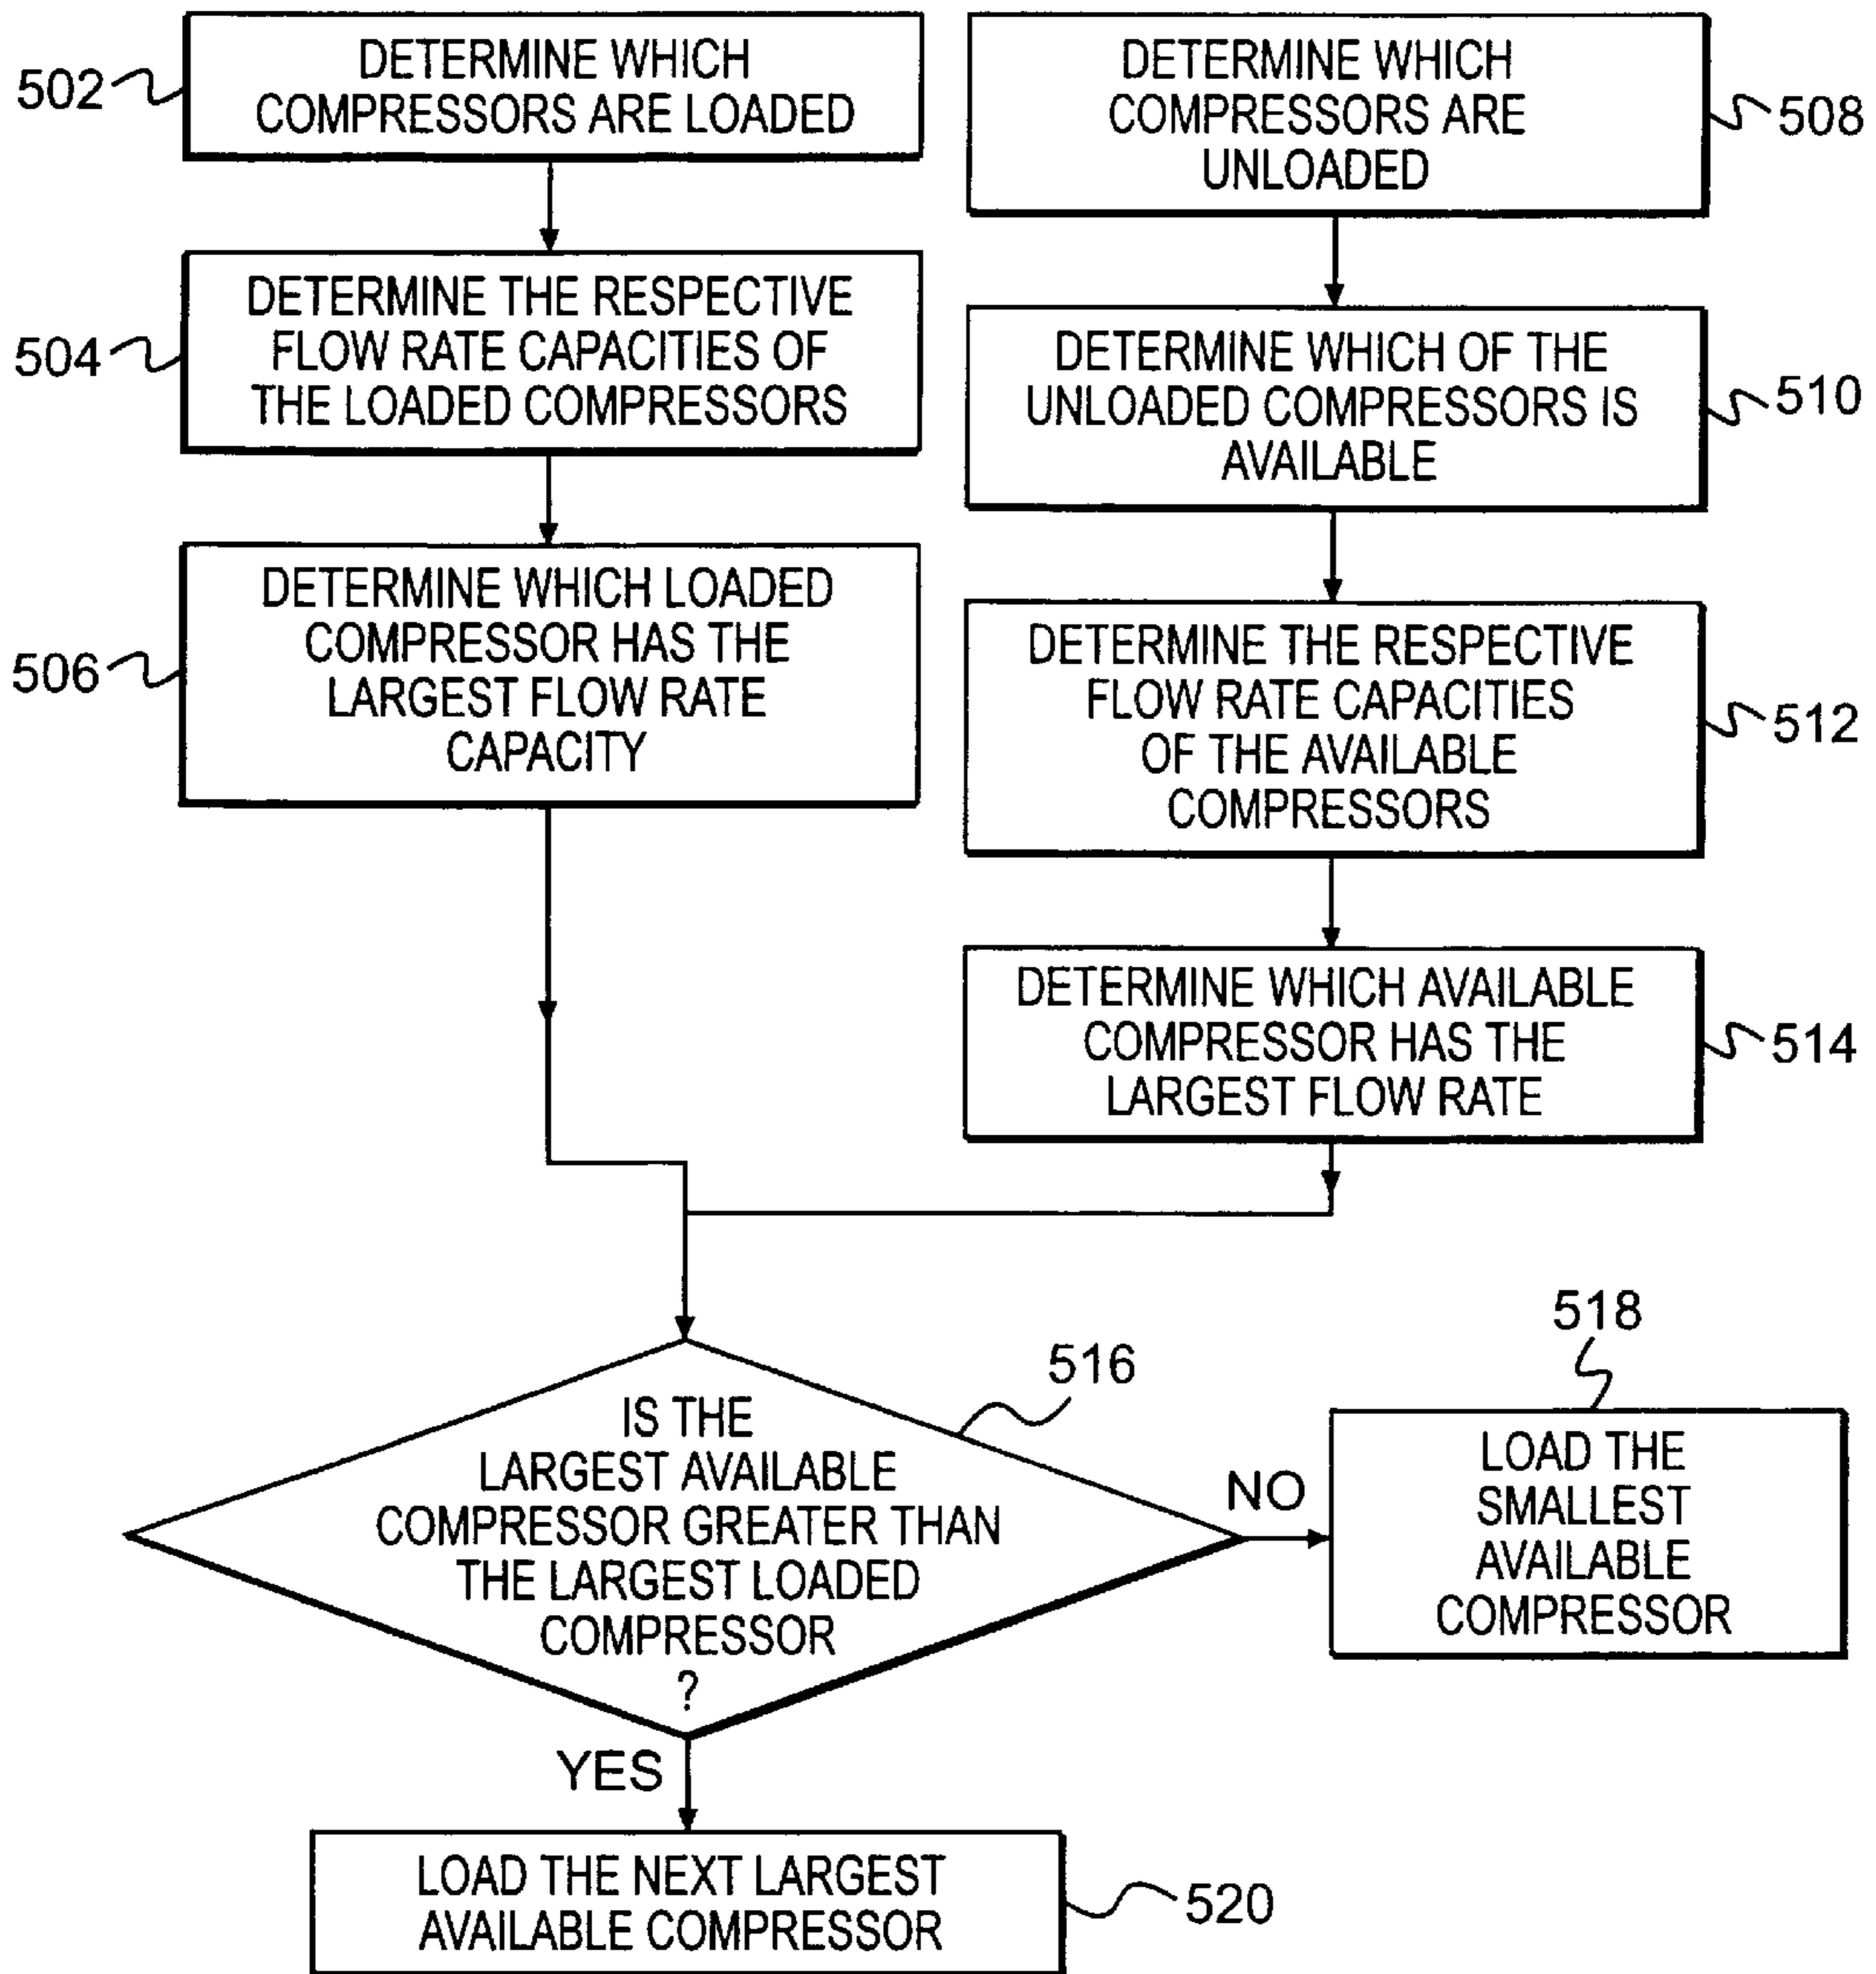 502
DETERMINE WHICH
COMPRESSORS ARE LOADED
504
DETERMINE THE RESPECTIVE
FLOW RATE CAPACITIES OF
THE LOADED COMPRESSORS
506
DETERMINE WHICH LOADED
COMPRESSOR HAS THE
LARGEST FLOW RATE
CAPACITY
DETERMINE WHICH
COMPRESSORS ARE
UNLOADED
508
DETERMINE WHICH OF THE
UNLOADED COMPRESSORS IS
AVAILABLE
510
DETERMINE THE RESPECTIVE
FLOW RATE CAPACITIES
OF THE AVAILABLE
COMPRESSORS
512
DETERMINE WHICH AVAILABLE
COMPRESSOR HAS THE
LARGEST FLOW RATE
514
516
IS THE
LARGEST AVAILABLE
COMPRESSOR GREATER THAN
THE LARGEST LOADED
COMPRESSOR
?
NO
518
LOAD THE
SMALLEST
AVAILABLE
COMPRESSOR
YES
LOAD THE NEXT LARGEST
AVAILABLE COMPRESSOR
520